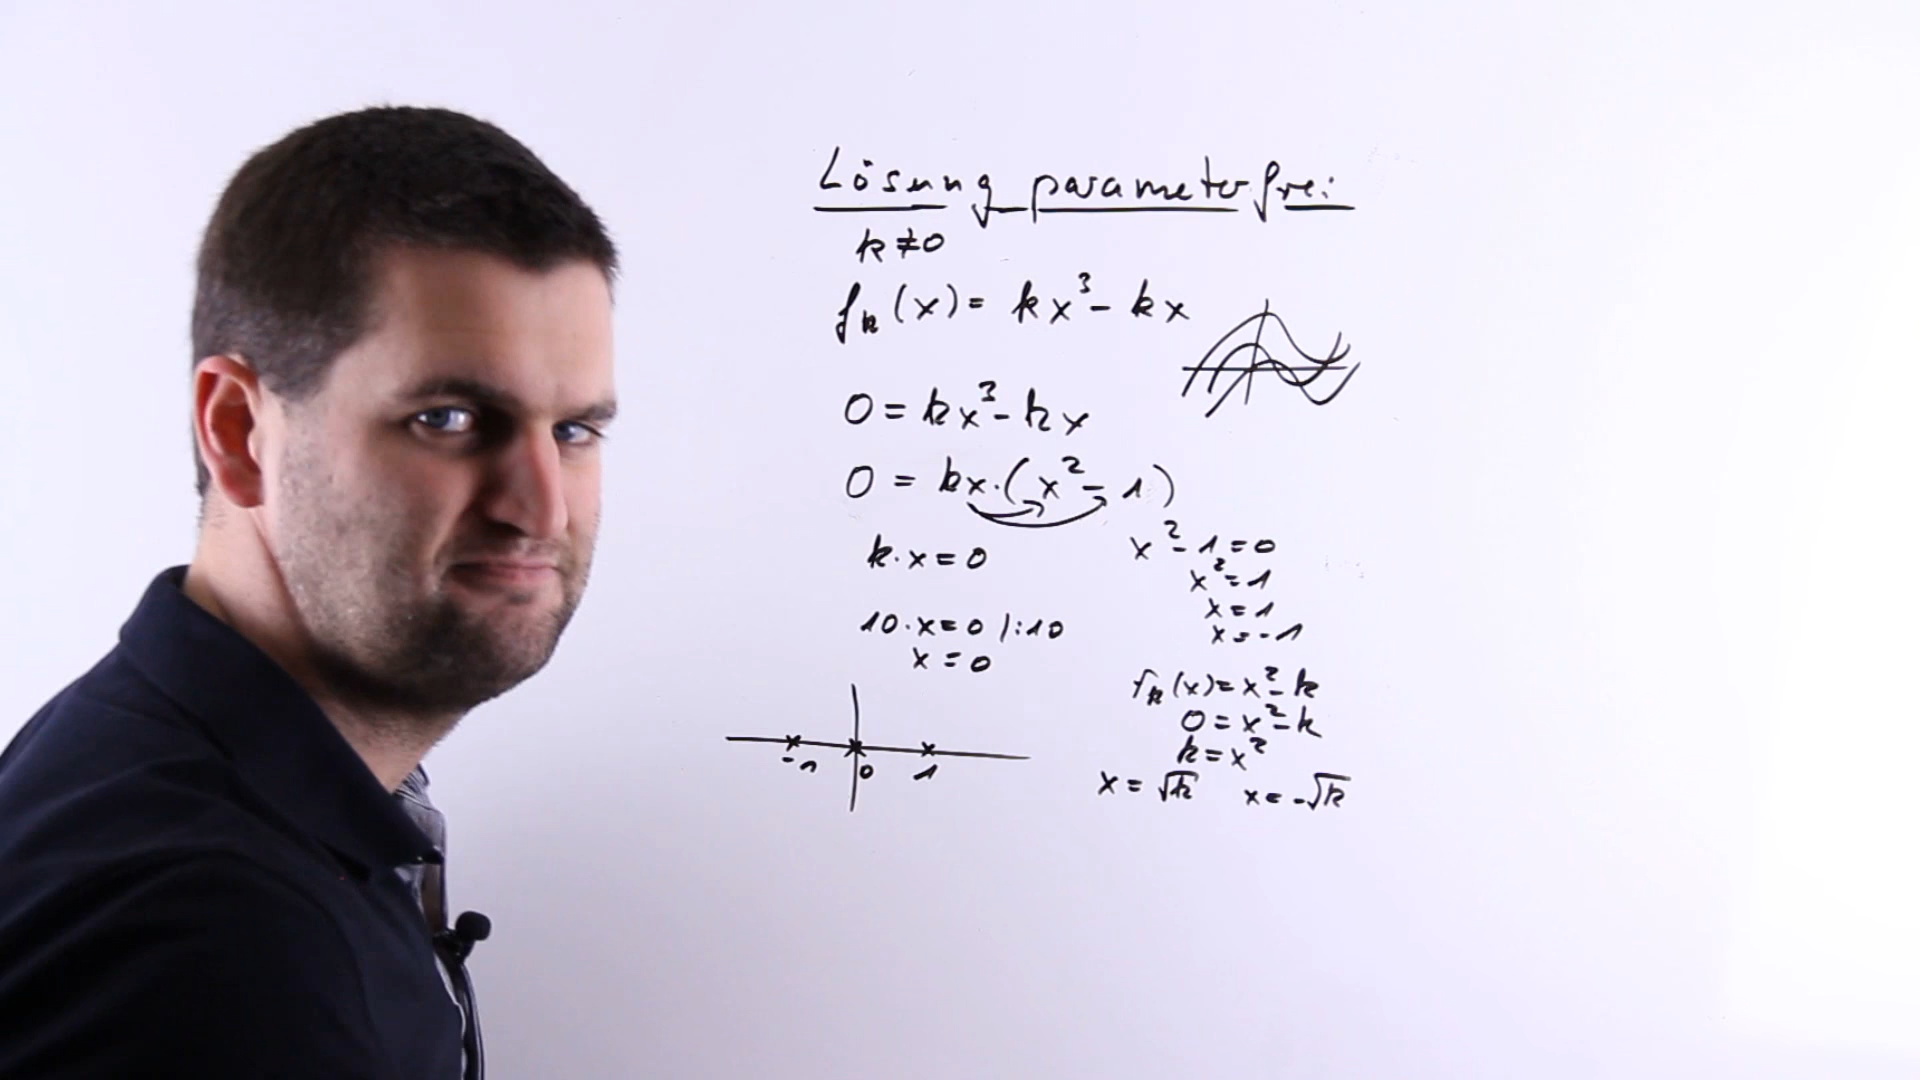 Lösung parameterfrei
k ≠ 0
fₖ(x) = kx³ - kx
0 = kx³ - kx
0 = kx·(x² - 1)
k·x = 0
10·x = 0 /:10
x = 0
-1 0 1
x² - 1 = 0
x² = 1
x = 1
x = -1
fₖ(x) = x² - k
0 = x² - k
k = x²
x = √k x = -√k